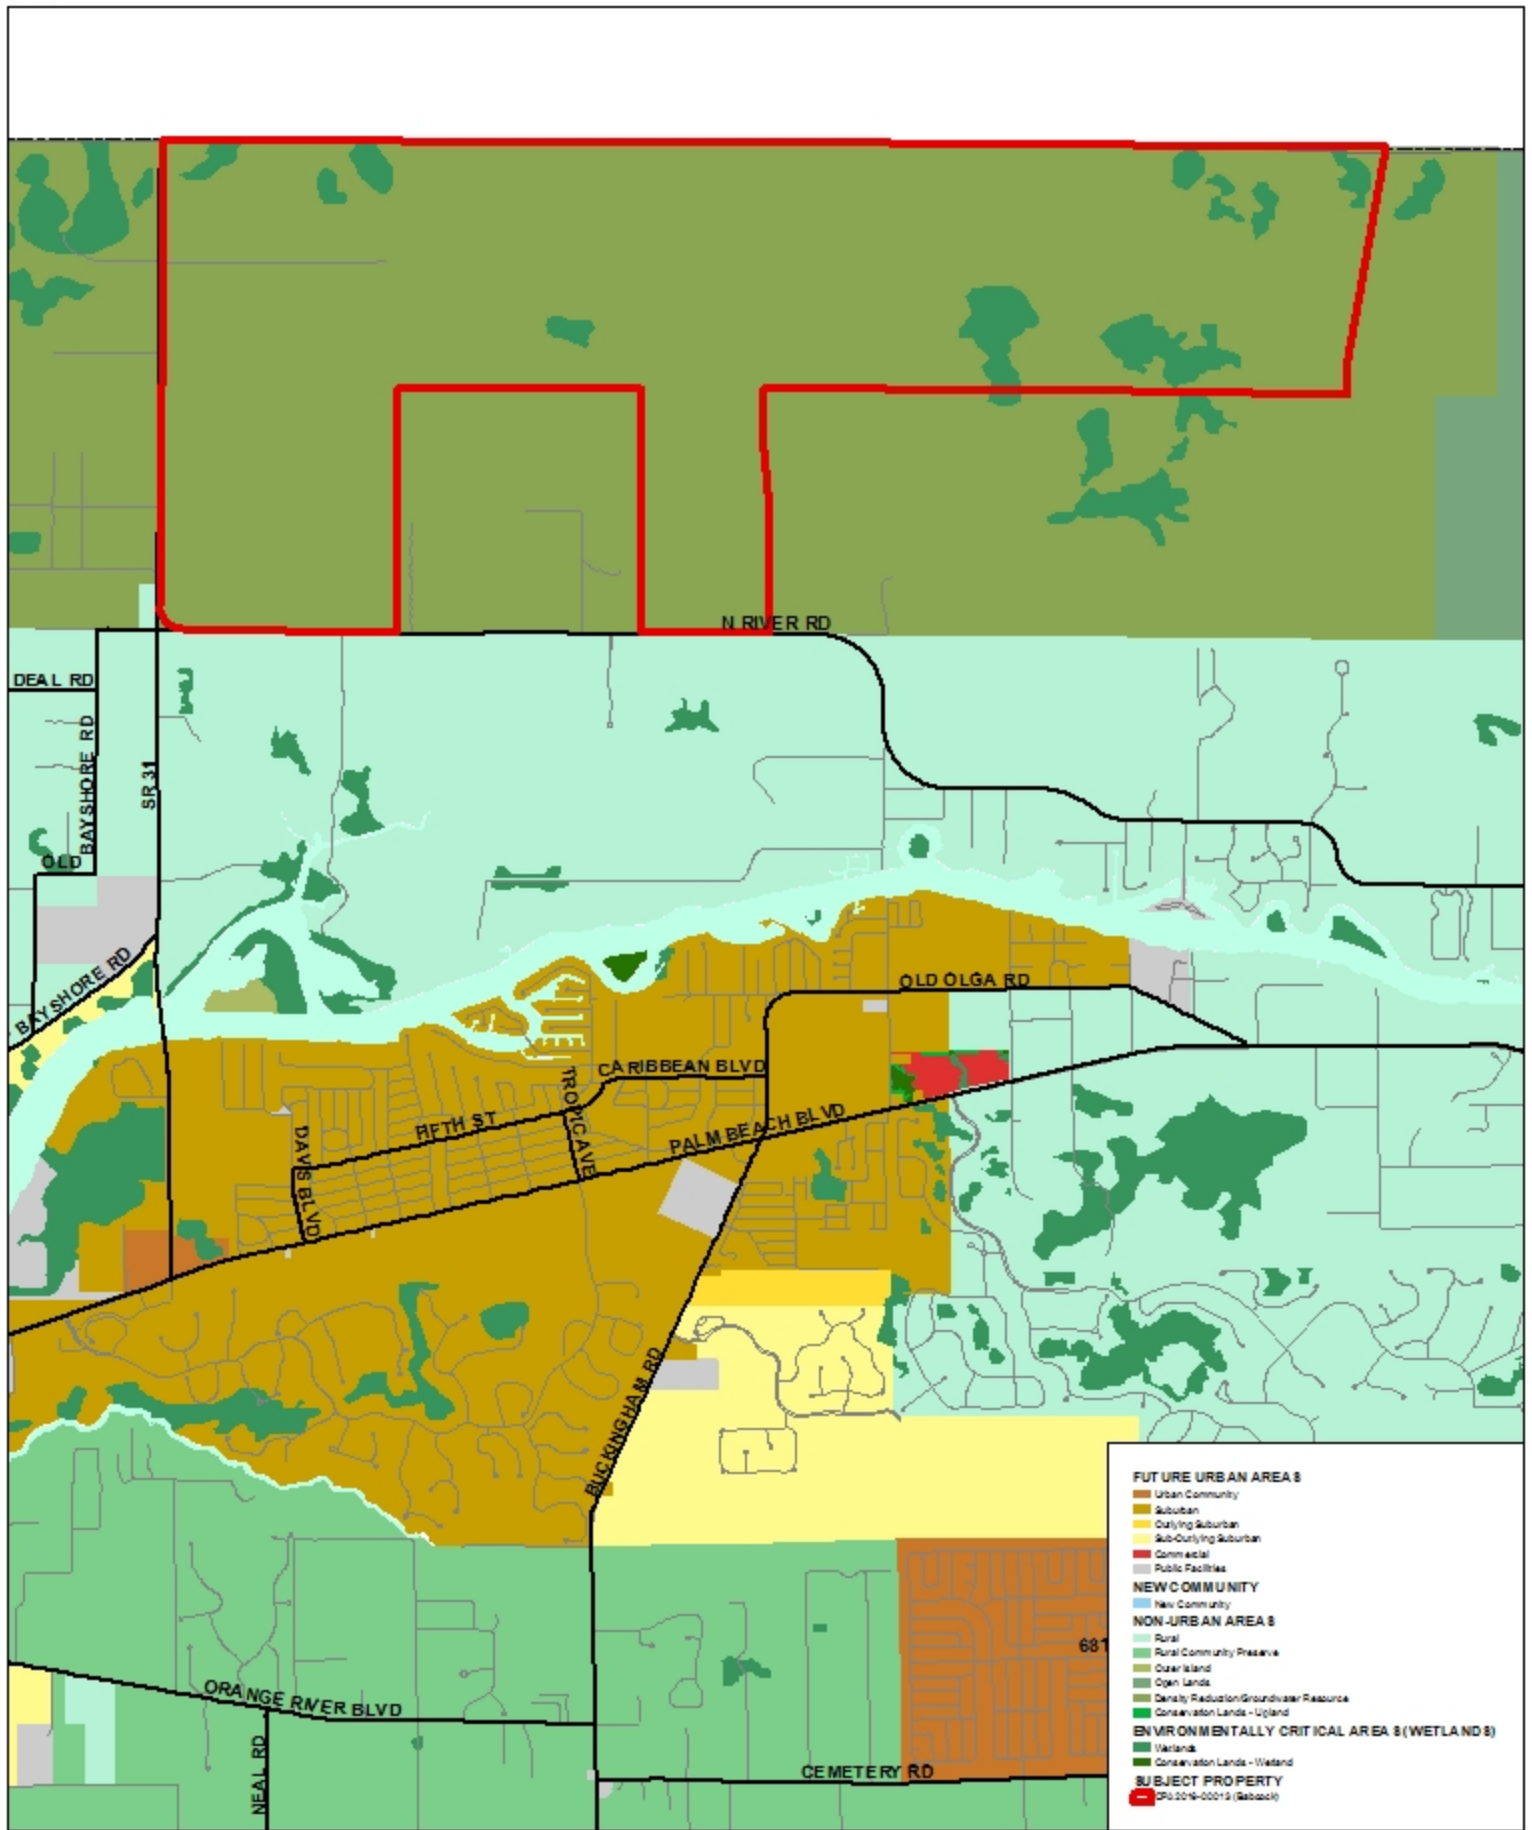 N RIVER RD
DEAL RD
BAYSHORE RD
OLD
SR 31
BAYSHORE RD
OLD OLGA RD
CARIBBEAN BLVD
TROPIC AVE
FIFTH ST
PALM BEACH BLVD
DAVIS BLVD
BUCKINGHAM RD
ORANGE RIVER BLVD
NEAL RD
CEMETERY RD
681
FUTURE URBAN AREAS
Urban Community
Suburban
Outlying Suburban
Sub-Outlying Suburban
Commercial
Public Facilities
NEW COMMUNITY
New Community
NON-URBAN AREAS
Rural
Rural Community Preserve
Outer Island
Open Lands
Density Reduction/Groundwater Resource
Conservation Lands - Upland
ENVIRONMENTALLY CRITICAL AREAS (WETLANDS)
Wetlands
Conservation Lands - Wetland
SUBJECT PROPERTY
(Babcock)